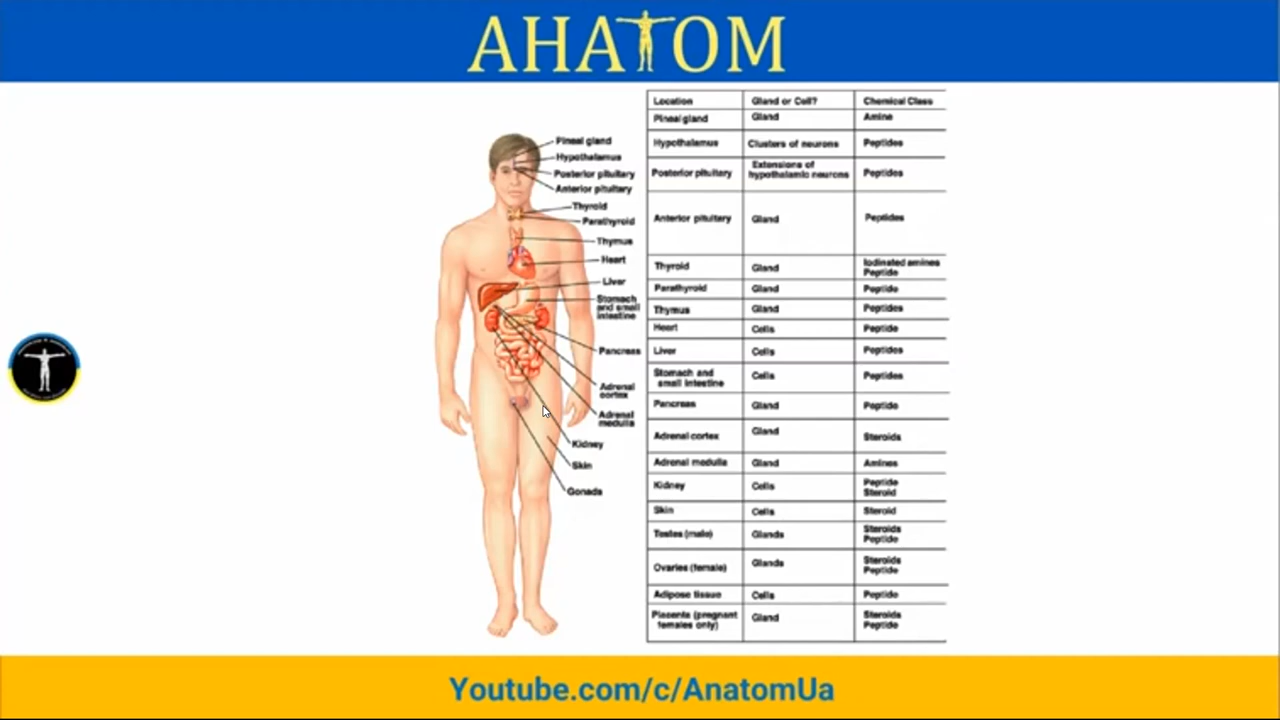 АНАТОМ
Location Gland or Cell? Chemical Class
Pineal gland Gland Amine
Hypothalamus Clusters of neurons Peptides
Posterior pituitary Extensions of hypothalamic neurons Peptides
Anterior pituitary Gland Peptides
Thyroid Gland Iodinated amines Peptide
Parathyroid Gland Peptide
Thymus Gland Peptides
Heart Cells Peptide
Liver Cells Peptides
Stomach and small intestine Cells Peptides
Pancreas Gland Peptide
Adrenal cortex Gland Steroids
Adrenal medulla Gland Amines
Kidney Cells Peptide Steroid
Skin Cells Steroid
Testes (male) Glands Steroids Peptide
Ovaries (female) Glands Steroids Peptide
Adipose tissue Cells Peptide
Placenta (pregnant females only) Gland Steroids Peptide
Pineal gland
Hypothalamus
Posterior pituitary
Anterior pituitary
Thyroid
Parathyroid
Thymus
Heart
Liver
Stomach
and small
intestine
Pancreas
Adrenal
cortex
Adrenal
medulla
Kidney
Skin
Gonads
Youtube.com/c/AnatomUa